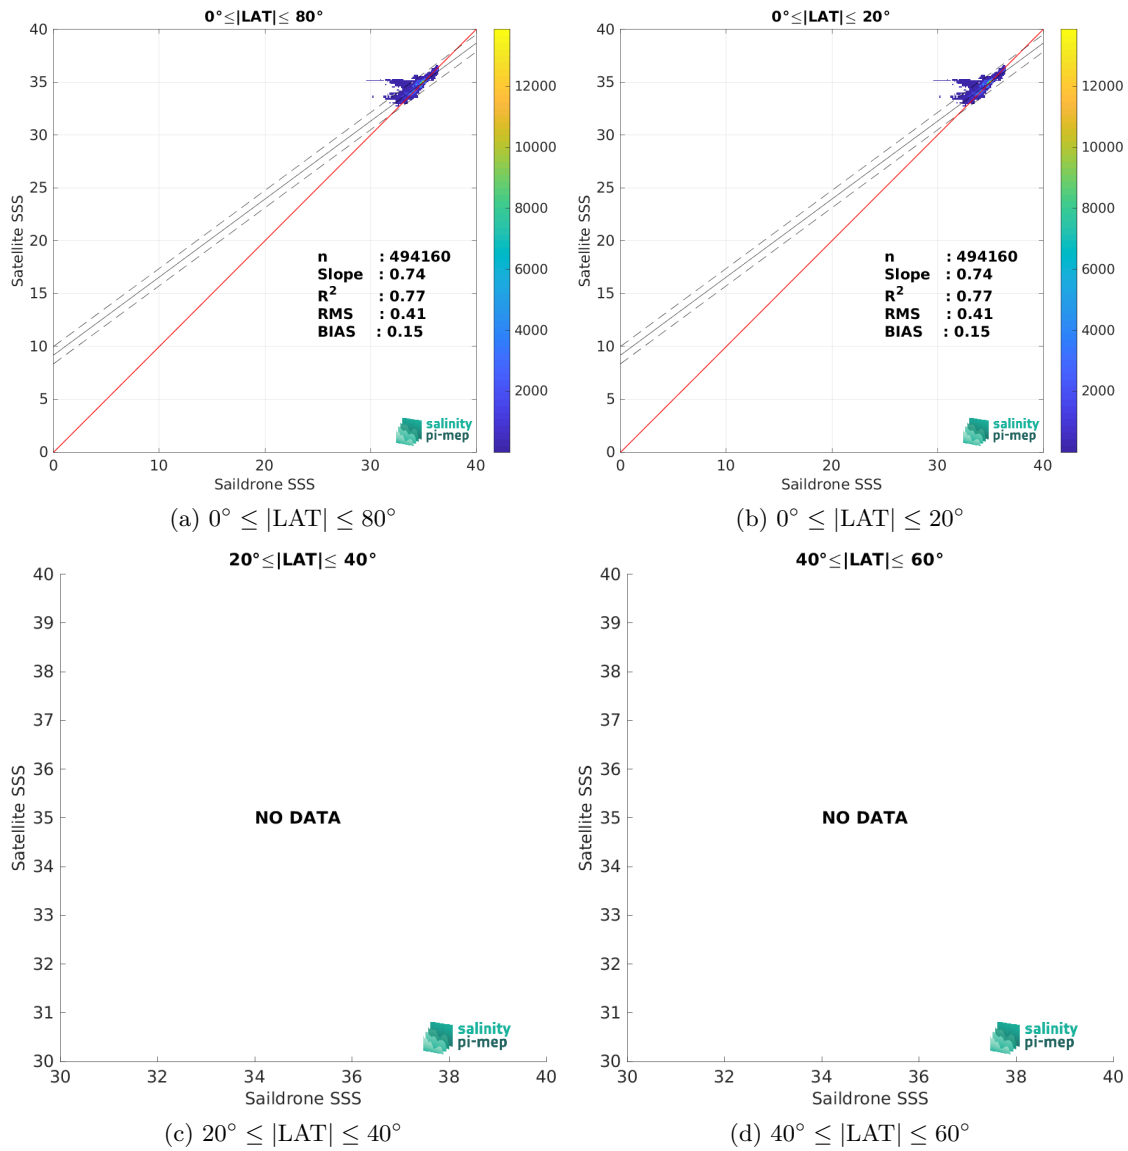 0°≤|LAT|≤ 80°
40
35
30
25
20
15
10
5
0
Satellite SSS
0
10
20
30
40
Saildrone SSS
n : 494160
Slope : 0.74
R² : 0.77
RMS : 0.41
BIAS : 0.15
salinity
pi-mep
12000
10000
8000
6000
4000
2000
(a) 0° ≤ |LAT| ≤ 80°
0°≤|LAT|≤ 20°
40
35
30
25
20
15
10
5
0
Satellite SSS
0
10
20
30
40
Saildrone SSS
n : 494160
Slope : 0.74
R² : 0.77
RMS : 0.41
BIAS : 0.15
salinity
pi-mep
12000
10000
8000
6000
4000
2000
(b) 0° ≤ |LAT| ≤ 20°
20°≤|LAT|≤ 40°
40
39
38
37
36
35
34
33
32
31
30
Satellite SSS
NO DATA
salinity
pi-mep
30
32
34
36
38
40
Saildrone SSS
(c) 20° ≤ |LAT| ≤ 40°
40°≤|LAT|≤ 60°
40
39
38
37
36
35
34
33
32
31
30
Satellite SSS
NO DATA
salinity
pi-mep
30
32
34
36
38
40
Saildrone SSS
(d) 40° ≤ |LAT| ≤ 60°